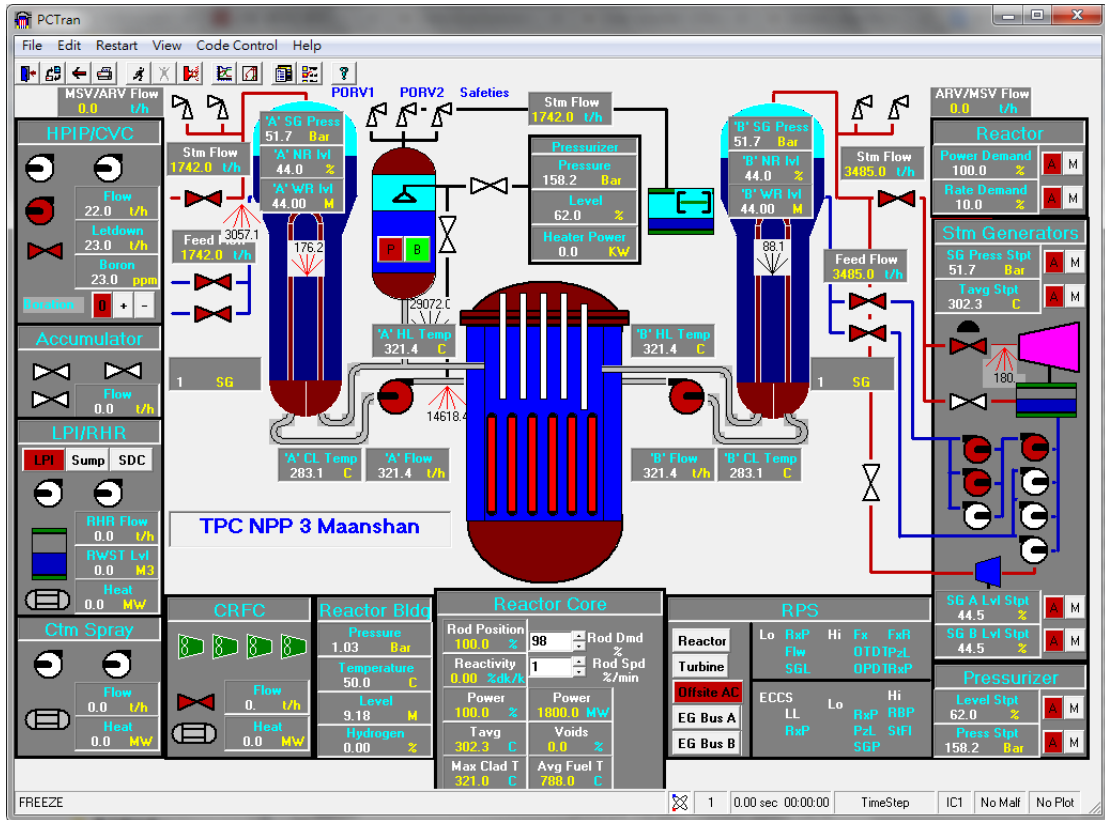 PCTran
File Edit Restart View Code Control Help
MSV/ARV Flow
0.0 t/h
PORV1 PORV2 Safeties
Stm Flow
1742.0 t/h
ARV/MSV Flow
0.0 t/h
HPIP/CVC
Flow
22.0 t/h
Letdown
23.0 t/h
Boron
23.0 ppm
0 + -
Stm Flow
1742.0 t/h
Feed Flow
1742.0 t/h
3057.1
'A' SG Press
51.7 Bar
'A' NR lvl
44.0 %
'A' WR lvl
44.00 M
176.2
P B
29072.0
Pressurizer
Pressure
158.2 Bar
Level
62.0 %
Heater Power
0.0 KW
'B' SG Press
51.7 Bar
'B' NR lvl
44.0 %
'B' WR lvl
44.00 M
88.1
Stm Flow
3485.0 t/h
Feed Flow
3485.0 t/h
Reactor
Power Demand
100.0 % A M
Rate Demand
10.0 % A M
Stm Generators
SG Press Stpt
51.7 Bar A M
Tavg Stpt
302.3 C A M
180.
Accumulator
Flow
0.0 t/h
1 SG
'A' HL Temp
321.4 C
14618.4
'B' HL Temp
321.4 C
1 SG
LPI/RHR
LPI Sump SDC
RHR Flow
0.0 t/h
RWST Lvl
0.0 M3
Heat
0.0 MW
'A' CL Temp
283.1 C
'A' Flow
321.4 t/h
'B' Flow
321.4 t/h
'B' CL Temp
283.1 C
TPC NPP 3 Maanshan
Ctm Spray
Flow
0.0 t/h
Heat
0.0 MW
CRFC
Flow
0. t/h
Heat
0.0 MW
Reactor Bldg
Pressure
1.03 Bar
Temperature
50.0 C
Level
9.18 M
Hydrogen
0.00 %
Reactor Core
Rod Position
100.0 %
98 Rod Dmd
%
Reactivity
0.00 %dk/k
1 Rod Spd
%/min
Power
100.0 %
Power
1800.0 MW
Tavg
302.3 C
Voids
0.0 %
Max Clad T
321.0 C
Avg Fuel T
788.0 C
RPS
Reactor
Turbine
Offsite AC
EG Bus A
EG Bus B
Lo RxP Hi Fx FxR
Flw OTDT PzL
SGL OPDT RxP
ECCS Lo Hi
LL RxP RBP
RxP PzL StFl
SGP
SG A Lvl Stpt
44.5 % A M
SG B Lvl Stpt
44.5 % A M
Pressurizer
Level Stpt
62.0 % A M
Press Stpt
158.2 Bar A M
FREEZE
1 0.00 sec 00:00:00 TimeStep IC1 No Malf No Plot